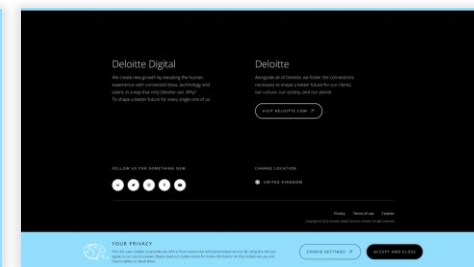 Deloitte Digital
We create new growth by elevating the human
experience with connected ideas, technology and
talent, in a way that only Deloitte can. Why?
To shape a better future for every single one of us.
Deloitte
Alongside all of Deloitte, we foster the connections
necessary to shape a better future for our clients,
our culture, our society, and our planet.
VISIT DELOITTE.COM
FOLLOW US FOR SOMETHING NEW
CHANGE LOCATION
UNITED KINGDOM
Privacy Terms of use Cookies
YOUR PRIVACY
COOKIE SETTINGS
ACCEPT AND CLOSE